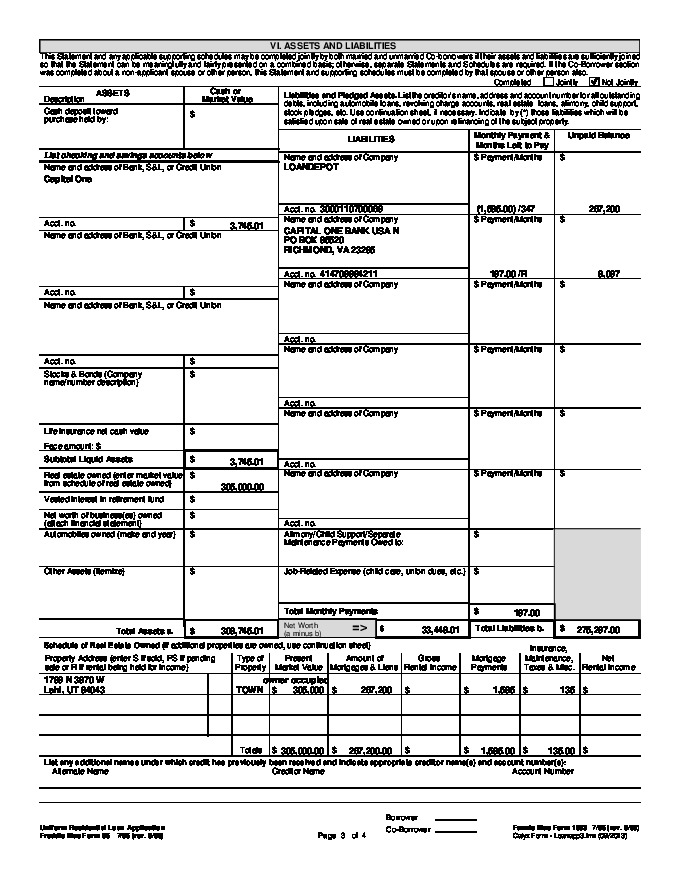 VI. ASSETS AND LIABILITIES
This Statement and any applicable supporting schedules may be completed jointly by both married and unmarried Co-borrowers if their assets and liabilities are sufficiently joined
so that the Statement can be meaningfully and fairly presented on a combined basis; otherwise, separate Statements and Schedules are required. If the Co-Borrower section
was completed about a non-applicant spouse or other person, this Statement and supporting schedules must be completed by that spouse or other person also.
Completed Jointly Not Jointly
ASSETS
Description
Cash or
Market Value
Cash deposit toward
purchase held by:
$
Liabilities and Pledged Assets. List the creditor's name, address and account number for all outstanding
debts, including automobile loans, revolving charge accounts, real estate loans, alimony, child support,
stock pledges, etc. Use continuation sheet, if necessary. Indicate by (*) those liabilities which will be
satisfied upon sale of real estate owned or upon refinancing of the subject property.
LIABILITIES
Monthly Payment &
Months Left to Pay
Unpaid Balance
List checking and savings accounts below
Name and address of Bank, S&L, or Credit Union
Capital One
Acct. no. $ 3,746.01
Name and address of Company $ Payment/Months $
LOANDEPOT
Acct. no. (1,595.00) /347 267,200
Name and address of Bank, S&L, or Credit Union
Acct. no. $
Name and address of Company $ Payment/Months $
CAPITAL ONE BANK USA N
PO BOX
RICHMOND, VA
Acct. no. 197.00 /R
Name and address of Bank, S&L, or Credit Union
Acct. no. $
Name and address of Company $ Payment/Months $
Acct. no.
Name and address of Company $ Payment/Months $
Acct. no.
Stocks & Bonds (Company
name/number description)
$
Name and address of Company $ Payment/Months $
Acct. no.
Life insurance net cash value
Face amount: $
$
Subtotal Liquid Assets $ 3,746.01
Real estate owned (enter market value
from schedule of real estate owned)
$ 305,000.00
Name and address of Company $ Payment/Months $
Acct. no.
Vested interest in retirement fund $
Net worth of business(es) owned
(attach financial statement)
$
Automobiles owned (make and year) $
Alimony/Child Support/Separate
Maintenance Payments Owed to:
$
Other Assets (itemize) $
Job-Related Expense (child care, union dues, etc.) $
Total Monthly Payments $ 197.00
Total Assets a. $ 308,746.01
Net Worth
(a minus b)
=> $ 33,449.01
Total Liabilities b. $ 275,297.00
Schedule of Real Estate Owned (if additional properties are owned, use continuation sheet)
Property Address (enter S if sold, PS if pending
sale or R if rental being held for income)
Type of
Property
Present
Market Value
Amount of
Mortgages & Liens
Gross
Rental Income
Mortgage
Payments
Insurance,
Maintenance,
Taxes & Misc.
Net
Rental Income
owner occupied
1789 N 3870 W
Lehi, UT 84043
TOWN $ 305,000 $ 267,200 $ $ 1,595 $ 135 $
Totals $ 305,000.00 $ 267,200.00 $ $ 1,595.00 $ 135.00 $
List any additional names under which credit has previously been received and indicate appropriate creditor name(s) and account number(s):
Alternate Name Creditor Name Account Number
Borrower
Co-Borrower
Uniform Residential Loan Application
Freddie Mac Form 65 7/05 (rev. 6/09)
Page 3 of 4
Fannie Mae Form 1003 7/05 (rev. 6/09)
Calyx Form - Loanapp3.frm (09/2013)